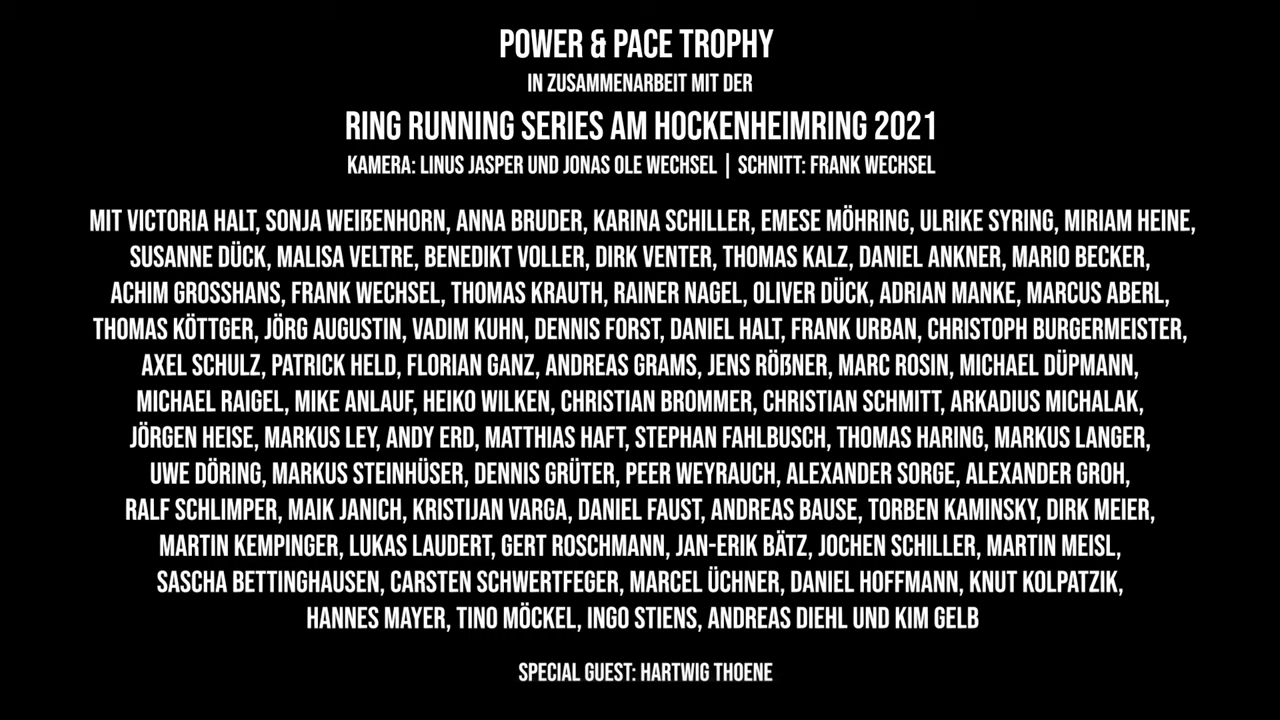 POWER & PACE TROPHY
IN ZUSAMMENARBEIT MIT DER
RING RUNNING SERIES AM HOCKENHEIMRING 2021
KAMERA: LINUS JASPER UND JONAS OLE WECHSEL | SCHNITT: FRANK WECHSEL
MIT VICTORIA HALT, SONJA WEIßENHORN, ANNA BRUDER, KARINA SCHILLER, EMESE MÖHRING, ULRIKE SYRING, MIRIAM HEINE,
SUSANNE DÜCK, MALISA VELTRE, BENEDIKT VOLLER, DIRK VENTER, THOMAS KALZ, DANIEL ANKNER, MARIO BECKER,
ACHIM GROSSHANS, FRANK WECHSEL, THOMAS KRAUTH, RAINER NAGEL, OLIVER DÜCK, ADRIAN MANKE, MARCUS ABERL,
THOMAS KÖTTGER, JÖRG AUGUSTIN, VADIM KUHN, DENNIS FORST, DANIEL HALT, FRANK URBAN, CHRISTOPH BURGERMEISTER,
AXEL SCHULZ, PATRICK HELD, FLORIAN GANZ, ANDREAS GRAMS, JENS RÖßNER, MARC ROSIN, MICHAEL DÜPMANN,
MICHAEL RAIGEL, MIKE ANLAUF, HEIKO WILKEN, CHRISTIAN BROMMER, CHRISTIAN SCHMITT, ARKADIUS MICHALAK,
JÖRGEN HEISE, MARKUS LEY, ANDY ERD, MATTHIAS HAFT, STEPHAN FAHLBUSCH, THOMAS HARING, MARKUS LANGER,
UWE DÖRING, MARKUS STEINHÜSER, DENNIS GRÜTER, PEER WEYRAUCH, ALEXANDER SORGE, ALEXANDER GROH,
RALF SCHLIMPER, MAIK JANICH, KRISTIJAN VARGA, DANIEL FAUST, ANDREAS BAUSE, TORBEN KAMINSKY, DIRK MEIER,
MARTIN KEMPINGER, LUKAS LAUDERT, GERT ROSCHMANN, JAN-ERIK BÄTZ, JOCHEN SCHILLER, MARTIN MEISL,
SASCHA BETTINGHAUSEN, CARSTEN SCHWERTFEGER, MARCEL ÜCHNER, DANIEL HOFFMANN, KNUT KOLPATZIK,
HANNES MAYER, TINO MÖCKEL, INGO STIENS, ANDREAS DIEHL UND KIM GELB
SPECIAL GUEST: HARTWIG THOENE